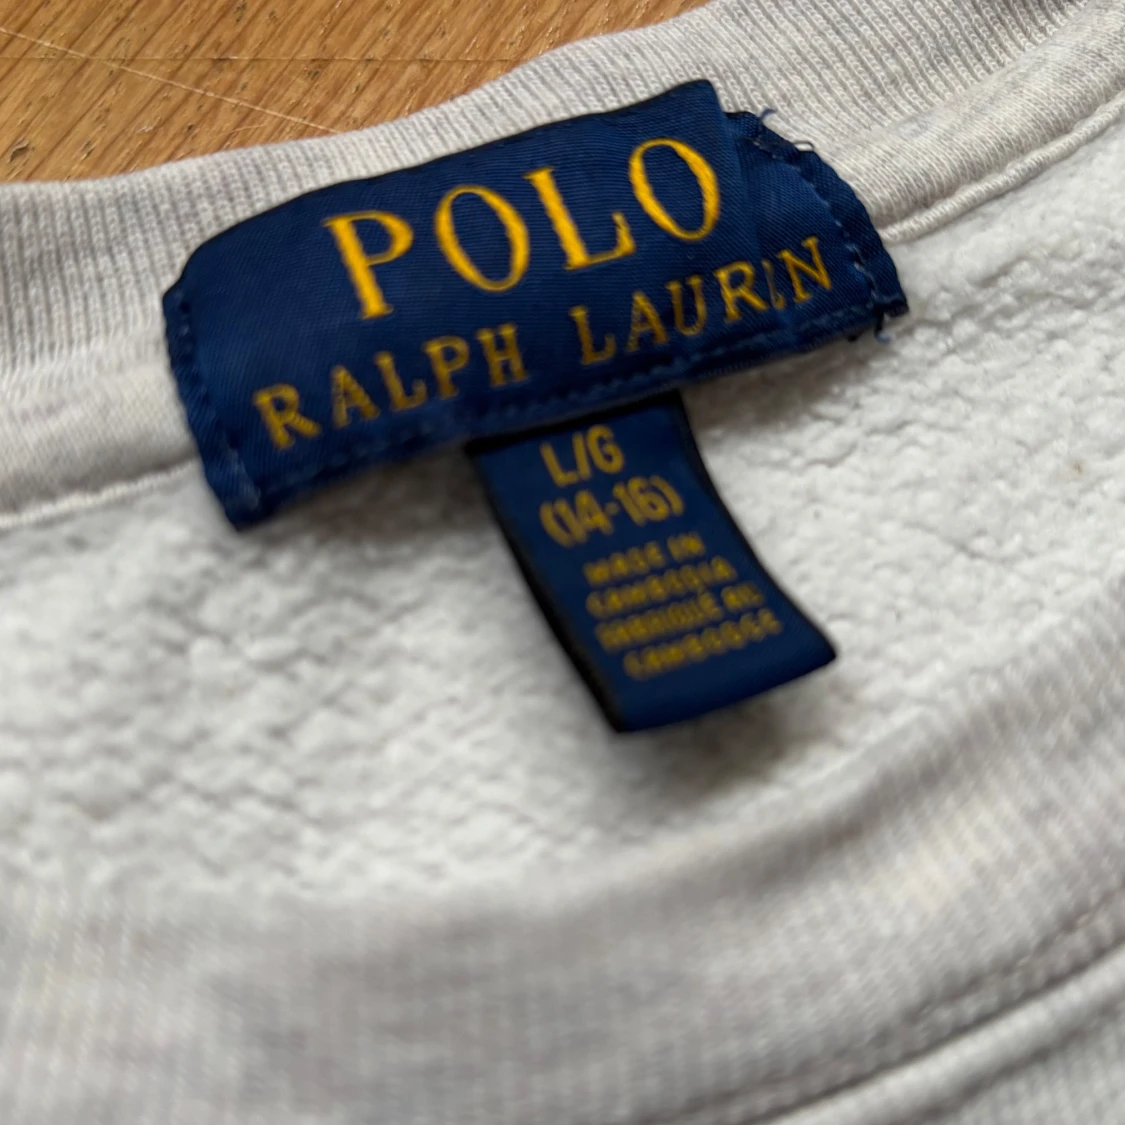 POLO
RALPH LAUREN
L/G
(14-16)
MADE IN
CAMBODIA
FABRIQUÉ AU
CAMBODGE